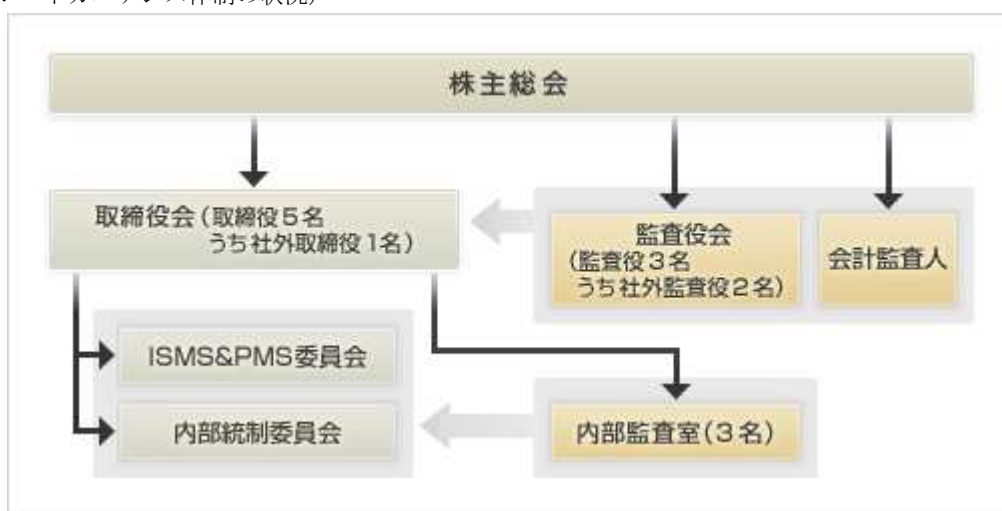 株主総会
取締役会(取締役5名
うち社外取締役1名)
監査役会
(監査役3名
うち社外監査役2名)
会計監査人
ISMS&PMS委員会
内部統制委員会
内部監査室(3名)